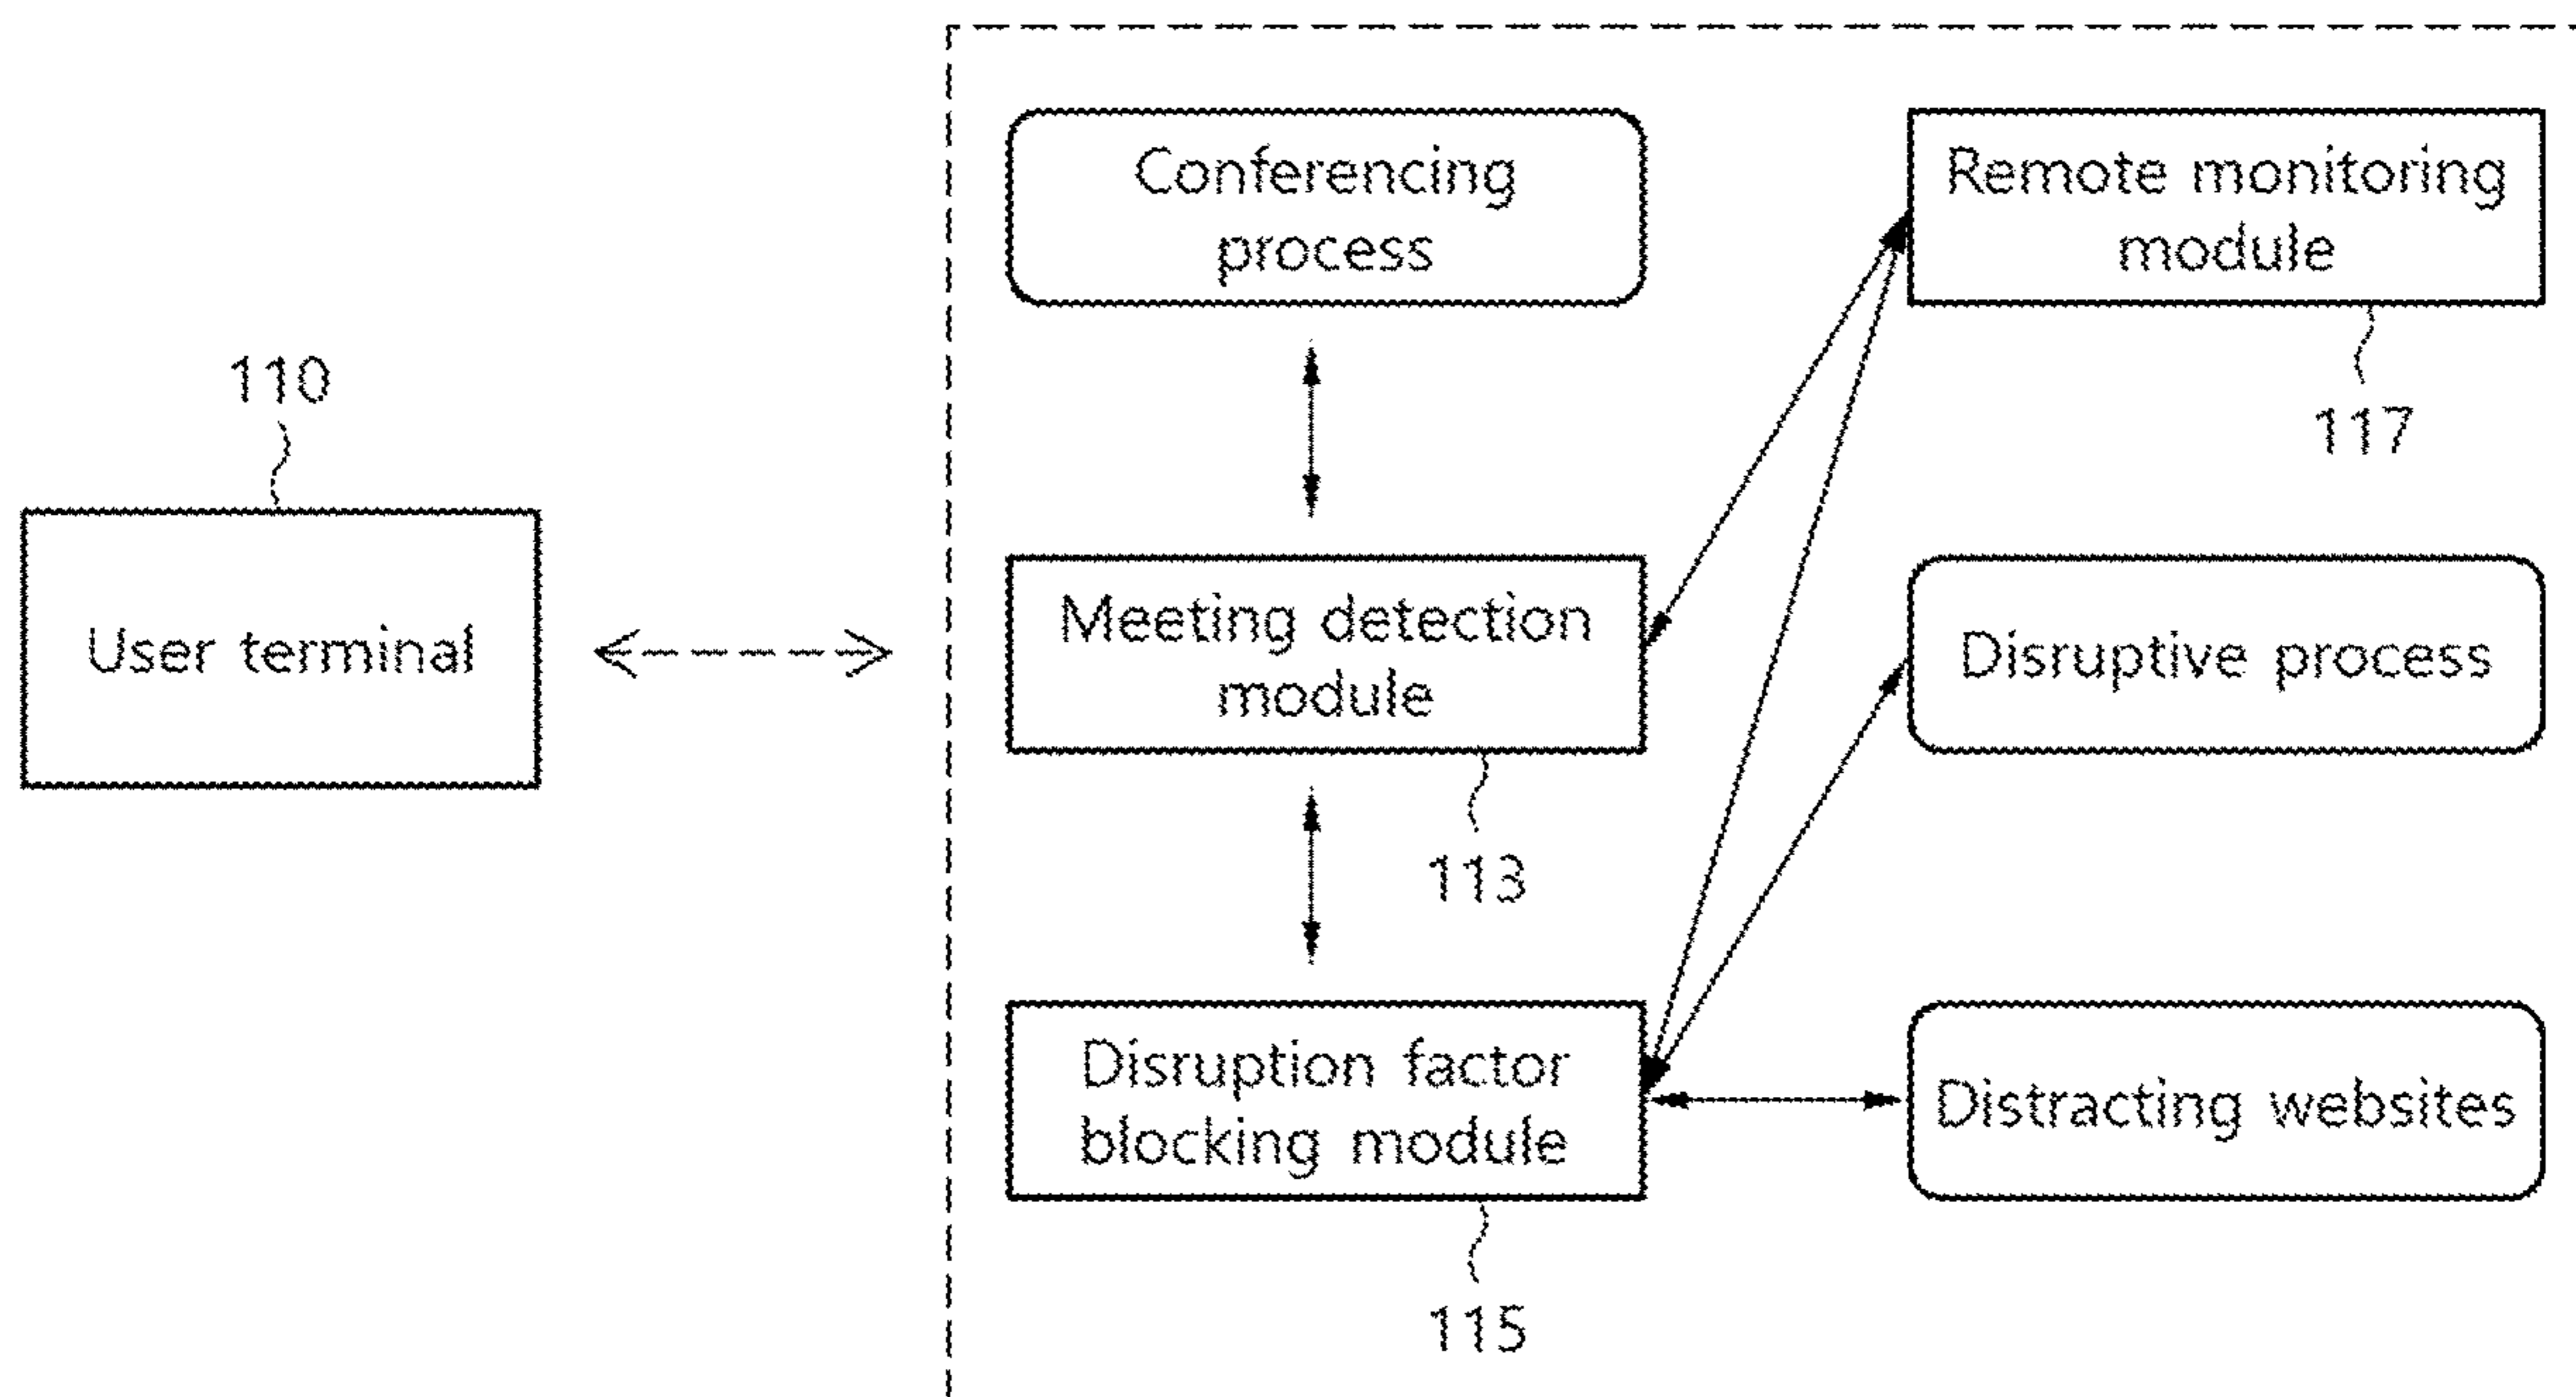 Conferencing
process
Remote monitoring
module
117
110
User terminal
Meeting detection
module
113
Disruptive process
Disruption factor
blocking module
115
Distracting websites